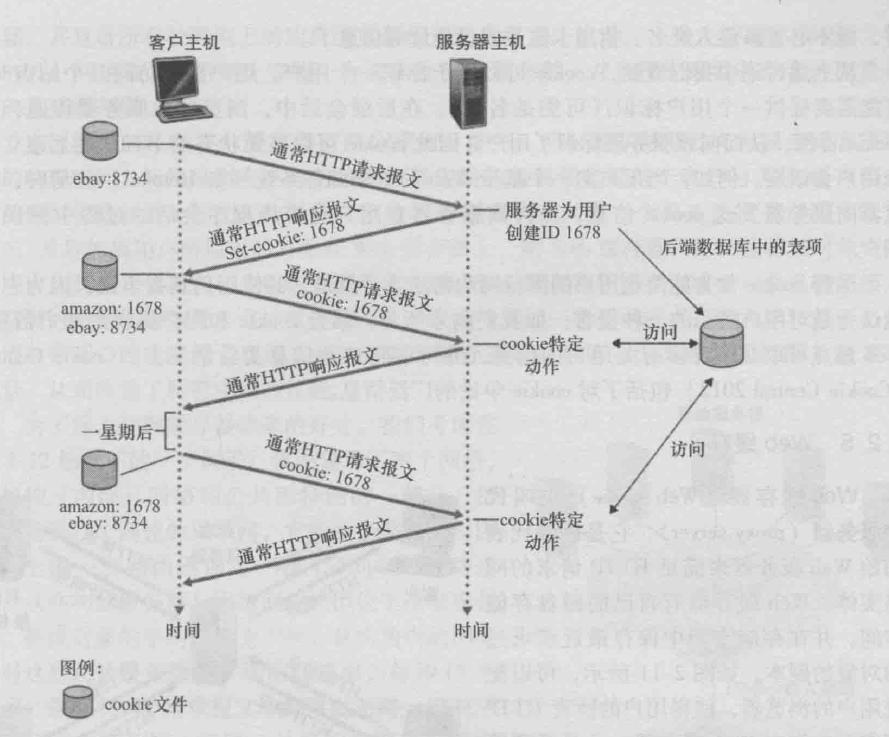 客户主机
服务器主机
ebay:8734
通常HTTP请求报文
服务器为用户
创建ID 1678
通常HTTP响应报文
Set-cookie: 1678
后端数据库中的表项
amazon: 1678
ebay: 8734
通常HTTP请求报文
cookie: 1678
cookie特定
动作
访问
通常HTTP响应报文
一星期后
访问
通常HTTP请求报文
cookie: 1678
amazon: 1678
ebay: 8734
cookie特定
动作
通常HTTP响应报文
时间
时间
图例:
cookie文件